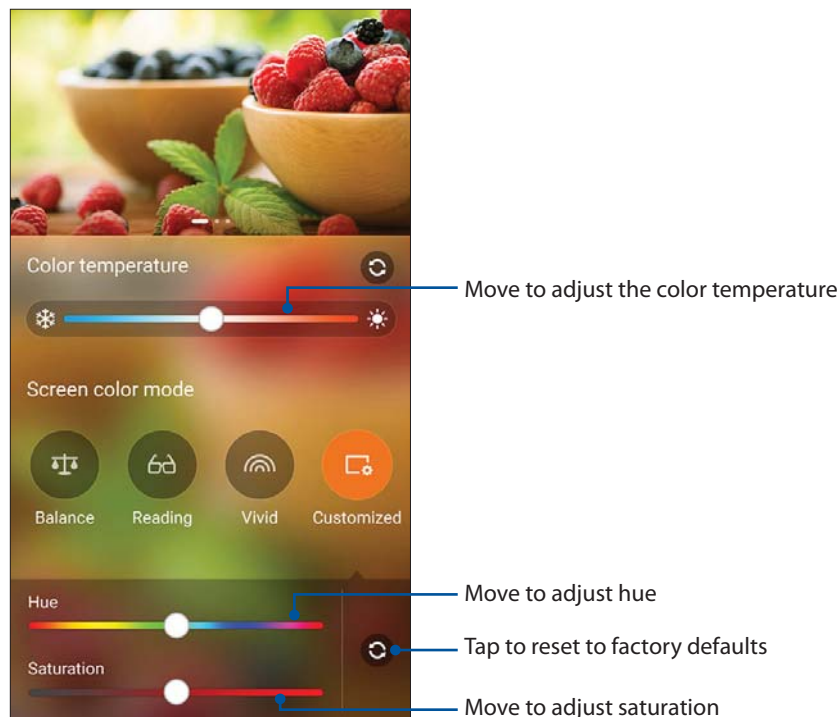 Color temperature
Move to adjust the color temperature
Screen color mode
Balance Reading Vivid Customized
Hue
Move to adjust hue
Tap to reset to factory defaults
Saturation
Move to adjust saturation